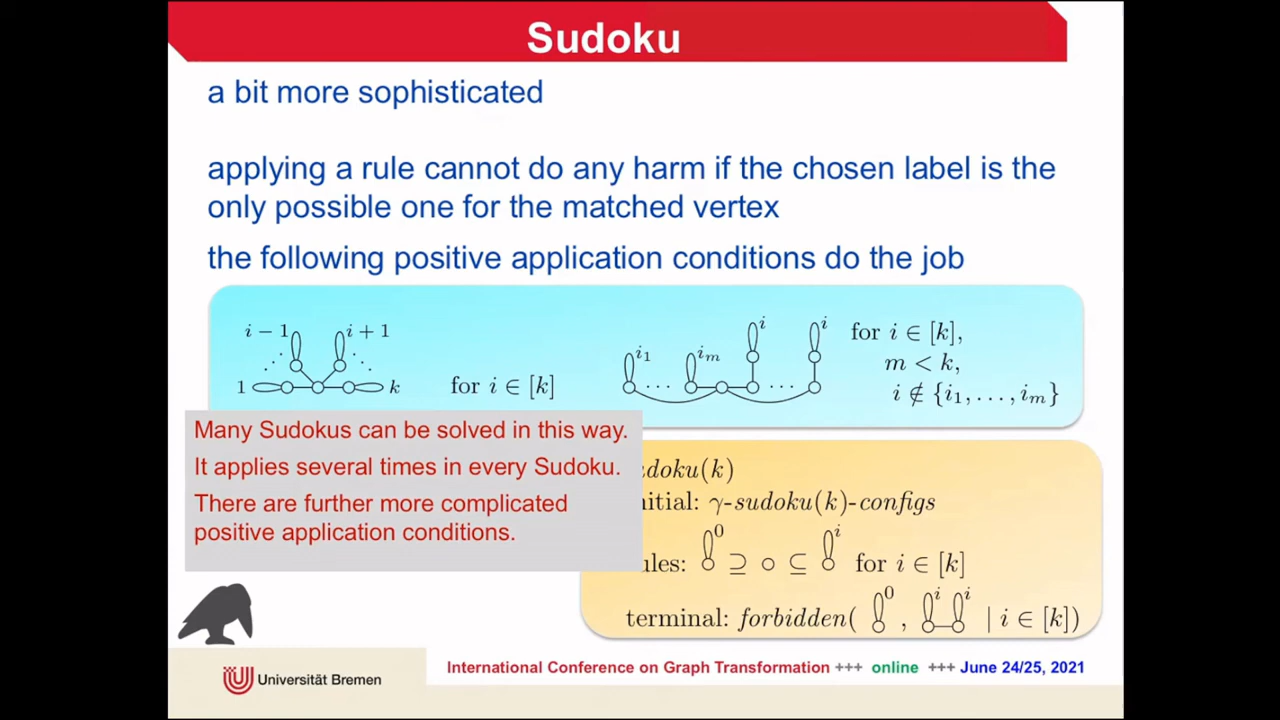 Sudoku
a bit more sophisticated
applying a rule cannot do any harm if the chosen label is the
only possible one for the matched vertex
the following positive application conditions do the job
i − 1 i + 1
1 k for i ∈ [k]
i1 ... im i ... i
for i ∈ [k],
m < k,
i ∉ {i1, . . . , im}
Many Sudokus can be solved in this way.
It applies several times in every Sudoku.
There are further more complicated
positive application conditions.
doku(k)
nitial: γ-sudoku(k)-configs
ules: 0 ⊇ ⊆ i for i ∈ [k]
terminal: forbidden( 0 , i i | i ∈ [k])
International Conference on Graph Transformation +++ online +++ June 24/25, 2021
Universität Bremen